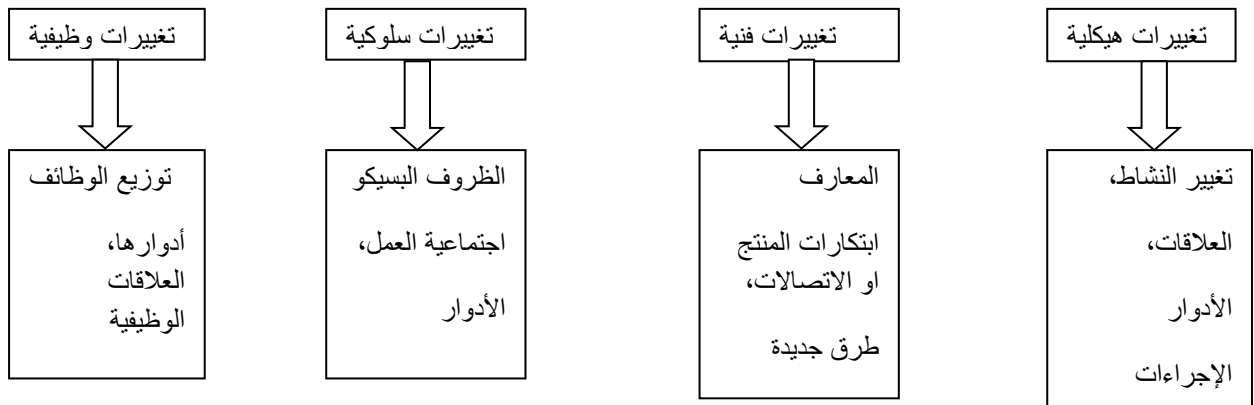 تغييرات هيكلية
تغييرات فنية
تغييرات سلوكية
تغييرات وظيفية
تغيير النشاط،
العلاقات،
الأدوار
الإجراءات
المعارف
ابتكارات المنتج
او الاتصالات،
طرق جديدة
الظروف البسيكو
اجتماعية العمل،
الأدوار
توزيع الوظائف
أدوارها،
العلاقات
الوظيفية